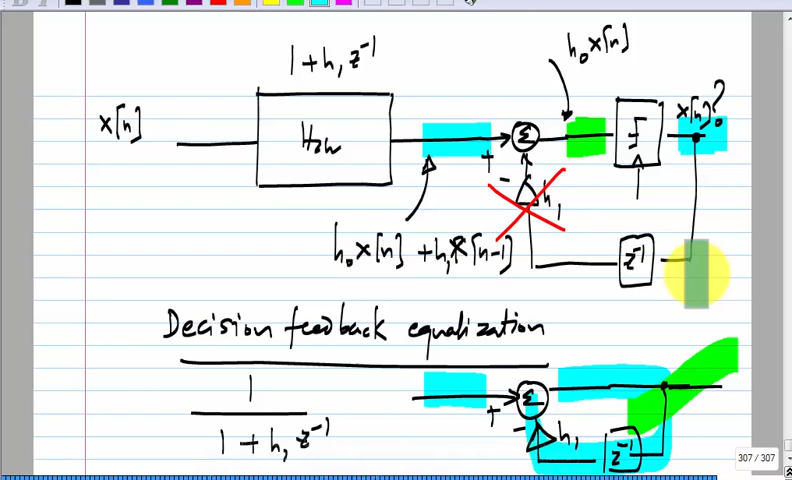 h₀x[n]
1+h₁z⁻¹
x[n]
x[n]?
Σ
+
−
h₁
h₀x[n] + h₁x[n-1]
z⁻¹
Decision feedback equalization
1
1+h₁z⁻¹
Σ
+
−
h₁
z⁻¹
307 / 307